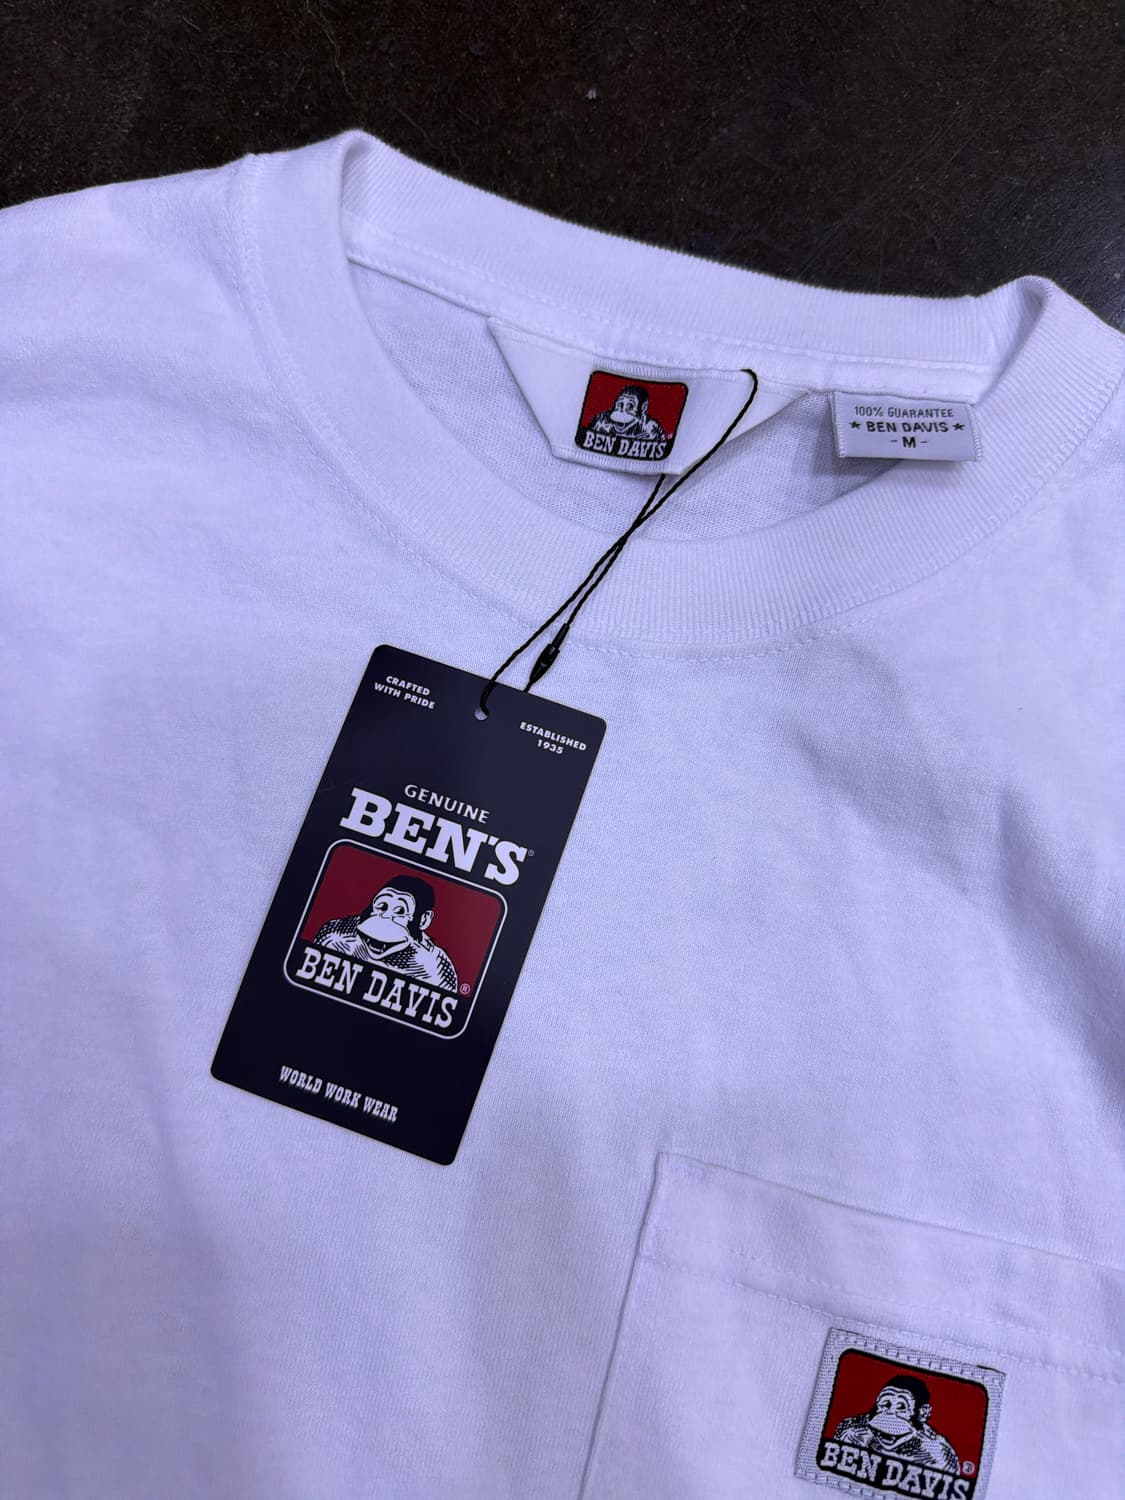 BEN DAVIS
100% GUARANTEE
★ BEN DAVIS ★
- M -
CRAFTED
WITH PRIDE
ESTABLISHED
1935
GENUINE
BEN'S®
BEN DAVIS®
WORLD WORK WEAR
BEN DAVIS®